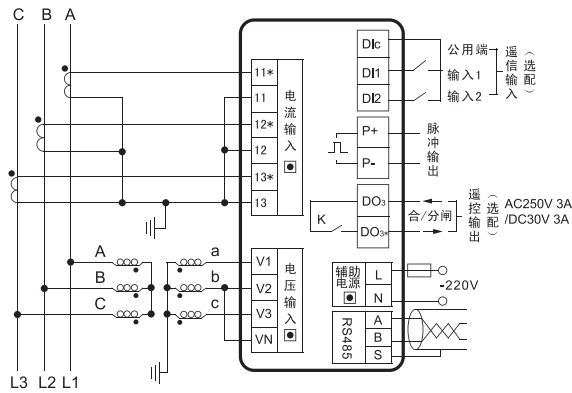 C B A
11*
11
12*
12
13*
13
电流输入
DIc
DI1
DI2
公用端
输入1
输入2
遥信输入
（选配）
P+
P-
脉冲输出
DO3
DO3*
K
合/分闸
遥控输出
（选配）
AC250V 3A
/DC30V 3A
A
B
C
a
b
c
V1
V2
V3
VN
电压输入
辅助
电源
L
N
-220V
RS485
A
B
S
L3 L2 L1